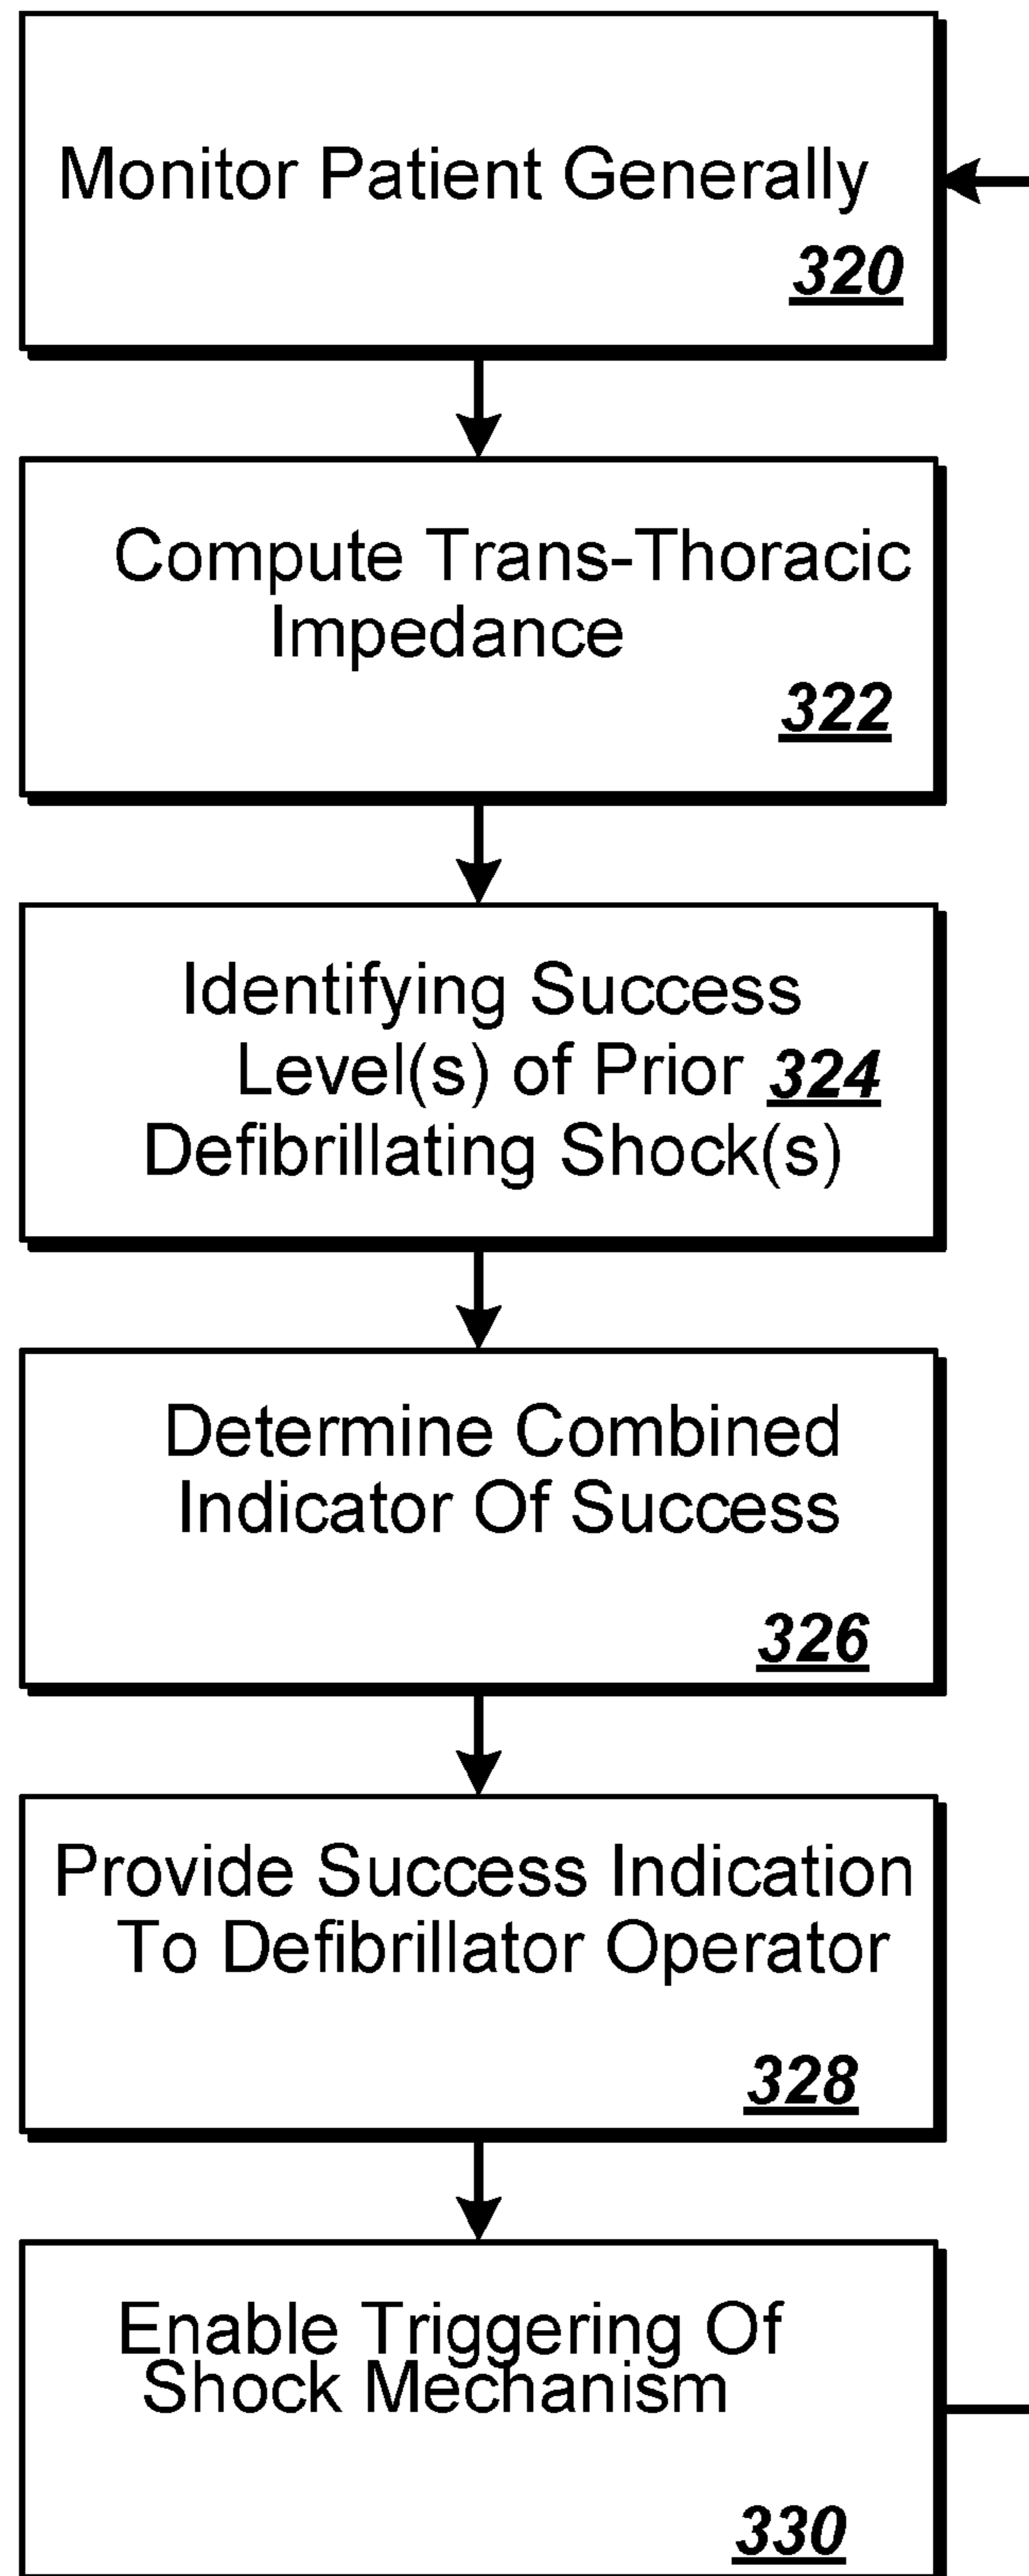 Monitor Patient Generally
320
Compute Trans-Thoracic
Impedance
322
Identifying Success
Level(s) of Prior 324
Defibrillating Shock(s)
Determine Combined
Indicator Of Success
326
Provide Success Indication
To Defibrillator Operator
328
Enable Triggering Of
Shock Mechanism
330